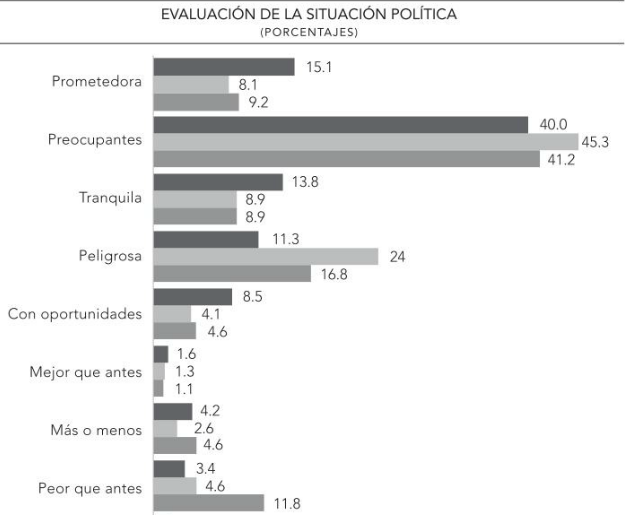 EVALUACIÓN DE LA SITUACIÓN POLÍTICA
(PORCENTAJES)
Prometedora
15.1
8.1
9.2
Preocupantes
40.0
45.3
41.2
Tranquila
13.8
8.9
8.9
Peligrosa
11.3
24
16.8
Con oportunidades
8.5
4.1
4.6
Mejor que antes
1.6
1.3
1.1
Más o menos
4.2
2.6
4.6
Peor que antes
3.4
4.6
11.8